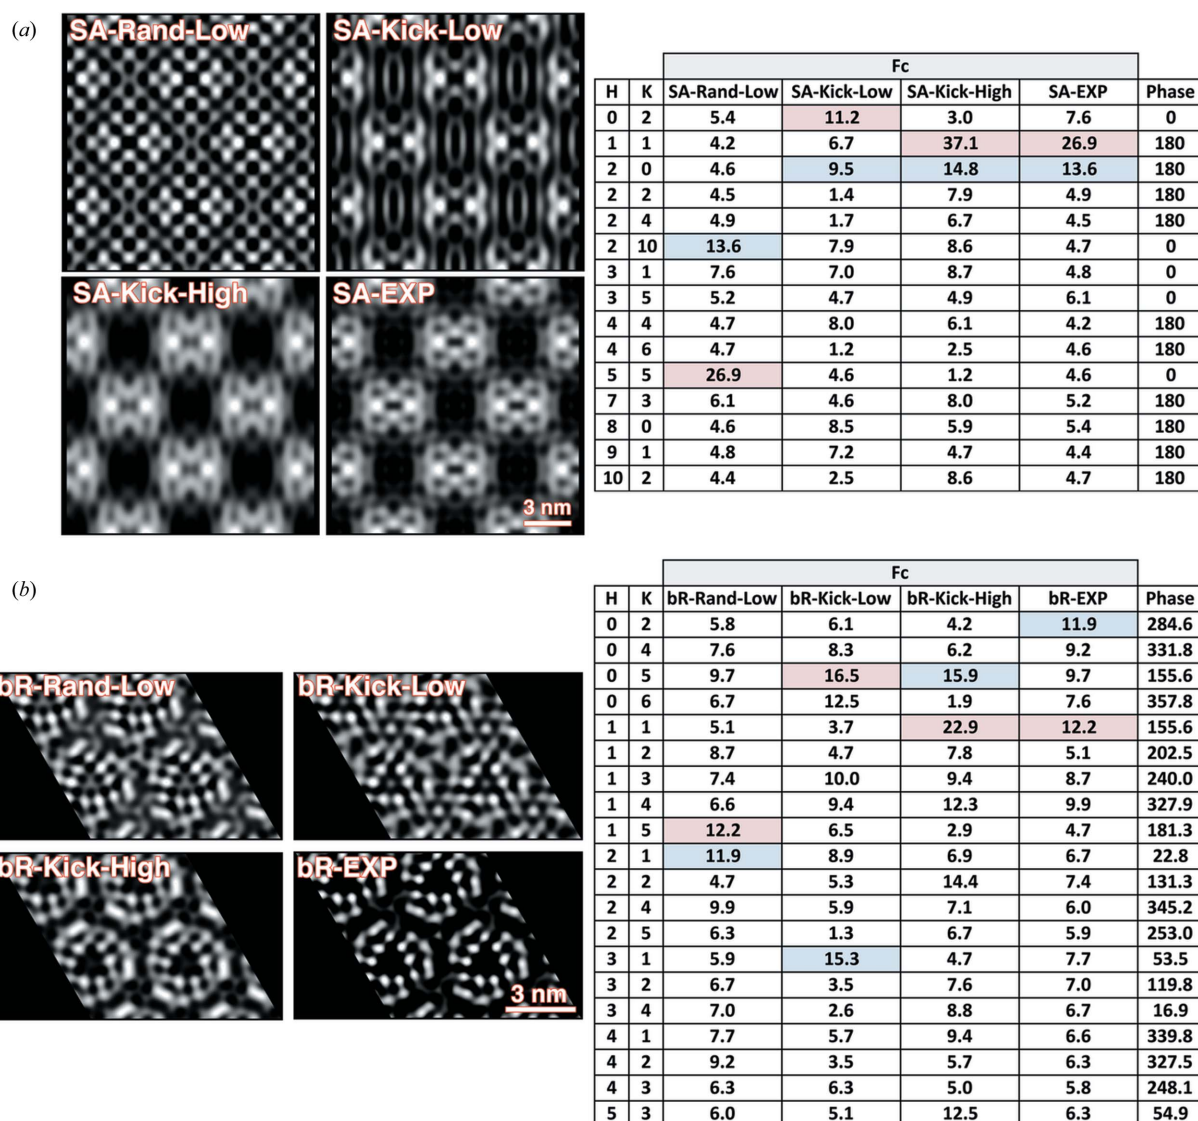 (a)
SA-Rand-Low SA-Kick-Low
SA-Kick-High SA-EXP
3 nm
Fc
H K SA-Rand-Low SA-Kick-Low SA-Kick-High SA-EXP Phase
0 2 5.4 11.2 3.0 7.6 0
1 1 4.2 6.7 37.1 26.9 180
2 0 4.6 9.5 14.8 13.6 180
2 2 4.5 1.4 7.9 4.9 180
2 4 4.9 1.7 6.7 4.5 180
2 10 13.6 7.9 8.6 4.7 0
3 1 7.6 7.0 8.7 4.8 0
3 5 5.2 4.7 4.9 6.1 0
4 4 4.7 8.0 6.1 4.2 180
4 6 4.7 1.2 2.5 4.6 180
5 5 26.9 4.6 1.2 4.6 0
7 3 6.1 4.6 8.0 5.2 180
8 0 4.6 8.5 5.9 5.4 180
9 1 4.8 7.2 4.7 4.4 180
10 2 4.4 2.5 8.6 4.7 180
(b)
bR-Rand-Low bR-Kick-Low
bR-Kick-High bR-EXP
3 nm
Fc
H K bR-Rand-Low bR-Kick-Low bR-Kick-High bR-EXP Phase
0 2 5.8 6.1 4.2 11.9 284.6
0 4 7.6 8.3 6.2 9.2 331.8
0 5 9.7 16.5 15.9 9.7 155.6
0 6 6.7 12.5 1.9 7.6 357.8
1 1 5.1 3.7 22.9 12.2 155.6
1 2 8.7 4.7 7.8 5.1 202.5
1 3 7.4 10.0 9.4 8.7 240.0
1 4 6.6 9.4 12.3 9.9 327.9
1 5 12.2 6.5 2.9 4.7 181.3
2 1 11.9 8.9 6.9 6.7 22.8
2 2 4.7 5.3 14.4 7.4 131.3
2 4 9.9 5.9 7.1 6.0 345.2
2 5 6.3 1.3 6.7 5.9 253.0
3 1 5.9 15.3 4.7 7.7 53.5
3 2 6.7 3.5 7.6 7.0 119.8
3 4 7.0 2.6 8.8 6.7 16.9
4 1 7.7 5.7 9.4 6.6 339.8
4 2 9.2 3.5 5.7 6.3 327.5
4 3 6.3 6.3 5.0 5.8 248.1
5 3 6.0 5.1 12.5 6.3 54.9